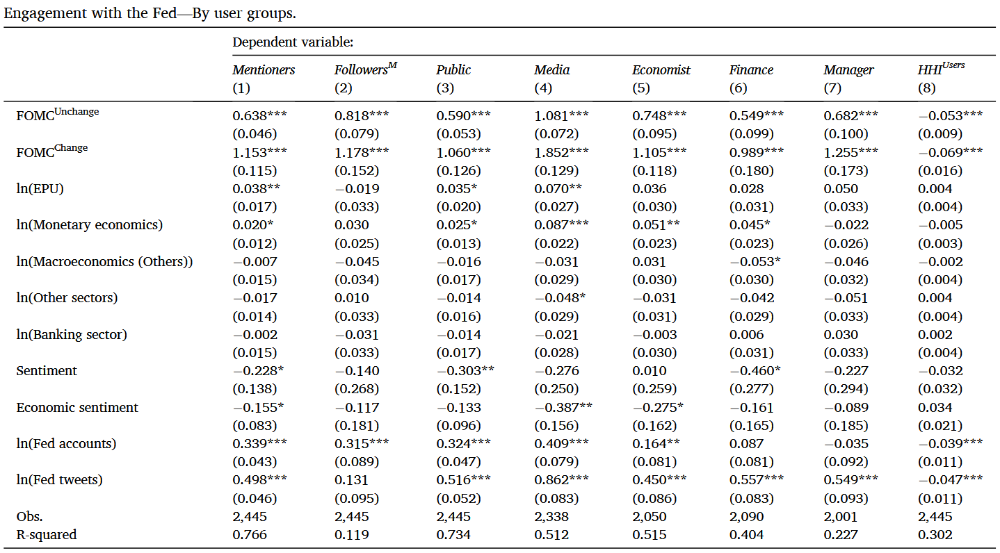 Engagement with the Fed—By user groups.
Dependent variable:
Mentioners Followers^M Public Media Economist Finance Manager HHI^Users
(1) (2) (3) (4) (5) (6) (7) (8)
FOMC^Unchange 0.638*** 0.818*** 0.590*** 1.081*** 0.748*** 0.549*** 0.682*** −0.053***
(0.046) (0.079) (0.053) (0.072) (0.095) (0.099) (0.100) (0.009)
FOMC^Change 1.153*** 1.178*** 1.060*** 1.852*** 1.105*** 0.989*** 1.255*** −0.069***
(0.115) (0.152) (0.126) (0.129) (0.118) (0.180) (0.173) (0.016)
ln(EPU) 0.038** −0.019 0.035* 0.070** 0.036 0.028 0.050 0.004
(0.017) (0.033) (0.020) (0.027) (0.030) (0.031) (0.033) (0.004)
ln(Monetary economics) 0.020* 0.030 0.025* 0.087*** 0.051** 0.045* −0.022 −0.005
(0.012) (0.025) (0.013) (0.022) (0.023) (0.023) (0.026) (0.003)
ln(Macroeconomics (Others)) −0.007 −0.045 −0.016 −0.031 0.031 −0.053* −0.046 −0.002
(0.015) (0.034) (0.017) (0.029) (0.030) (0.030) (0.032) (0.004)
ln(Other sectors) −0.017 0.010 −0.014 −0.048* −0.031 −0.042 −0.051 0.004
(0.014) (0.033) (0.016) (0.029) (0.031) (0.029) (0.033) (0.004)
ln(Banking sector) −0.002 −0.031 −0.014 −0.021 −0.003 0.006 0.030 0.002
(0.015) (0.033) (0.017) (0.028) (0.030) (0.031) (0.033) (0.004)
Sentiment −0.228* −0.140 −0.303** −0.276 0.010 −0.460* −0.227 −0.032
(0.138) (0.268) (0.152) (0.250) (0.259) (0.277) (0.294) (0.032)
Economic sentiment −0.155* −0.117 −0.133 −0.387** −0.275* −0.161 −0.089 0.034
(0.083) (0.181) (0.096) (0.156) (0.162) (0.165) (0.185) (0.021)
ln(Fed accounts) 0.339*** 0.315*** 0.324*** 0.409*** 0.164** 0.087 −0.035 −0.039***
(0.043) (0.089) (0.047) (0.079) (0.081) (0.081) (0.092) (0.011)
ln(Fed tweets) 0.498*** 0.131 0.516*** 0.862*** 0.450*** 0.557*** 0.549*** −0.047***
(0.046) (0.095) (0.052) (0.083) (0.086) (0.083) (0.093) (0.011)
Obs. 2,445 2,445 2,445 2,338 2,050 2,090 2,001 2,445
R-squared 0.766 0.119 0.734 0.512 0.515 0.404 0.227 0.302